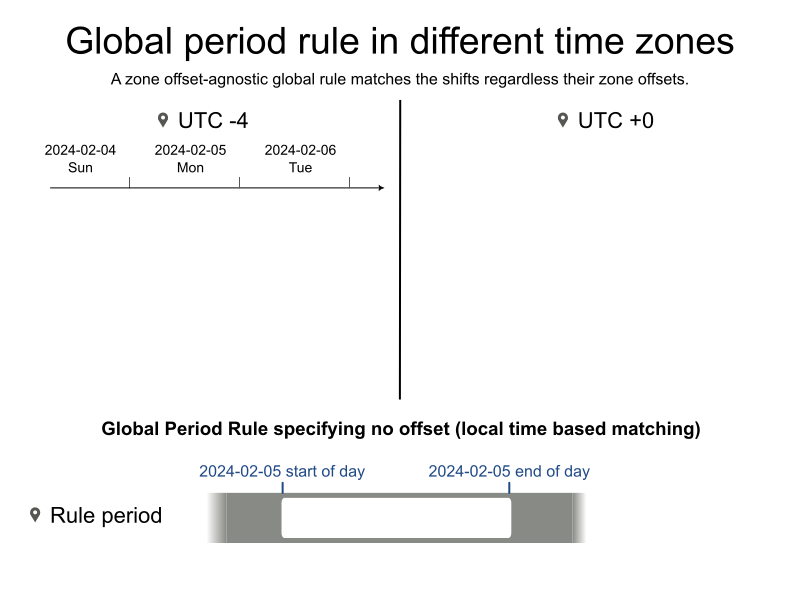 Global period rule in different time zones
A zone offset-agnostic global rule matches the shifts regardless their zone offsets.
UTC -4
2024-02-04 2024-02-05 2024-02-06
Sun Mon Tue
UTC +0
Global Period Rule specifying no offset (local time based matching)
2024-02-05 start of day 2024-02-05 end of day
Rule period